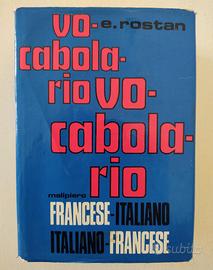 vo-
e. rostan
cabola-
rio vo-
cabola-
rio
malipiero
FRANCESE-ITALIANO
ITALIANO-FRANCESE
subito